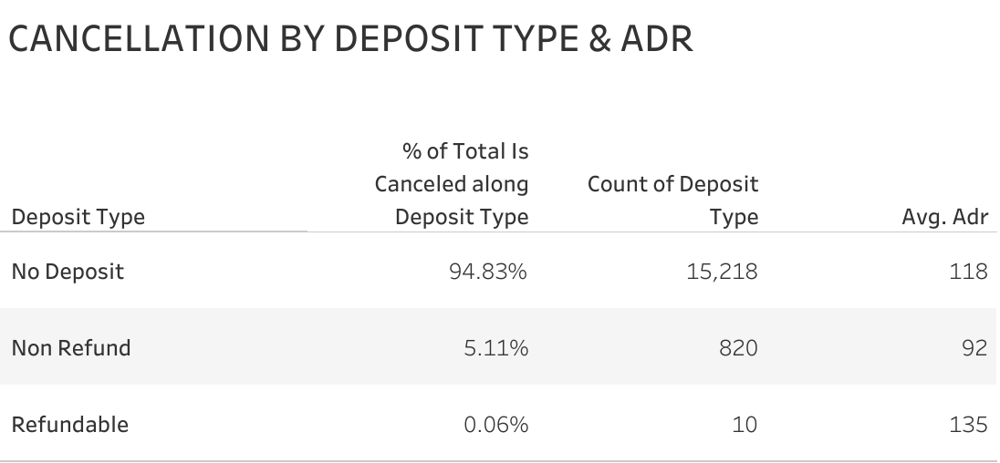 CANCELLATION BY DEPOSIT TYPE & ADR
% of Total Is
Canceled along Count of Deposit
Deposit Type Deposit Type Type Avg. Adr
No Deposit 94.83% 15,218 118
Non Refund 5.11% 820 92
Refundable 0.06% 10 135